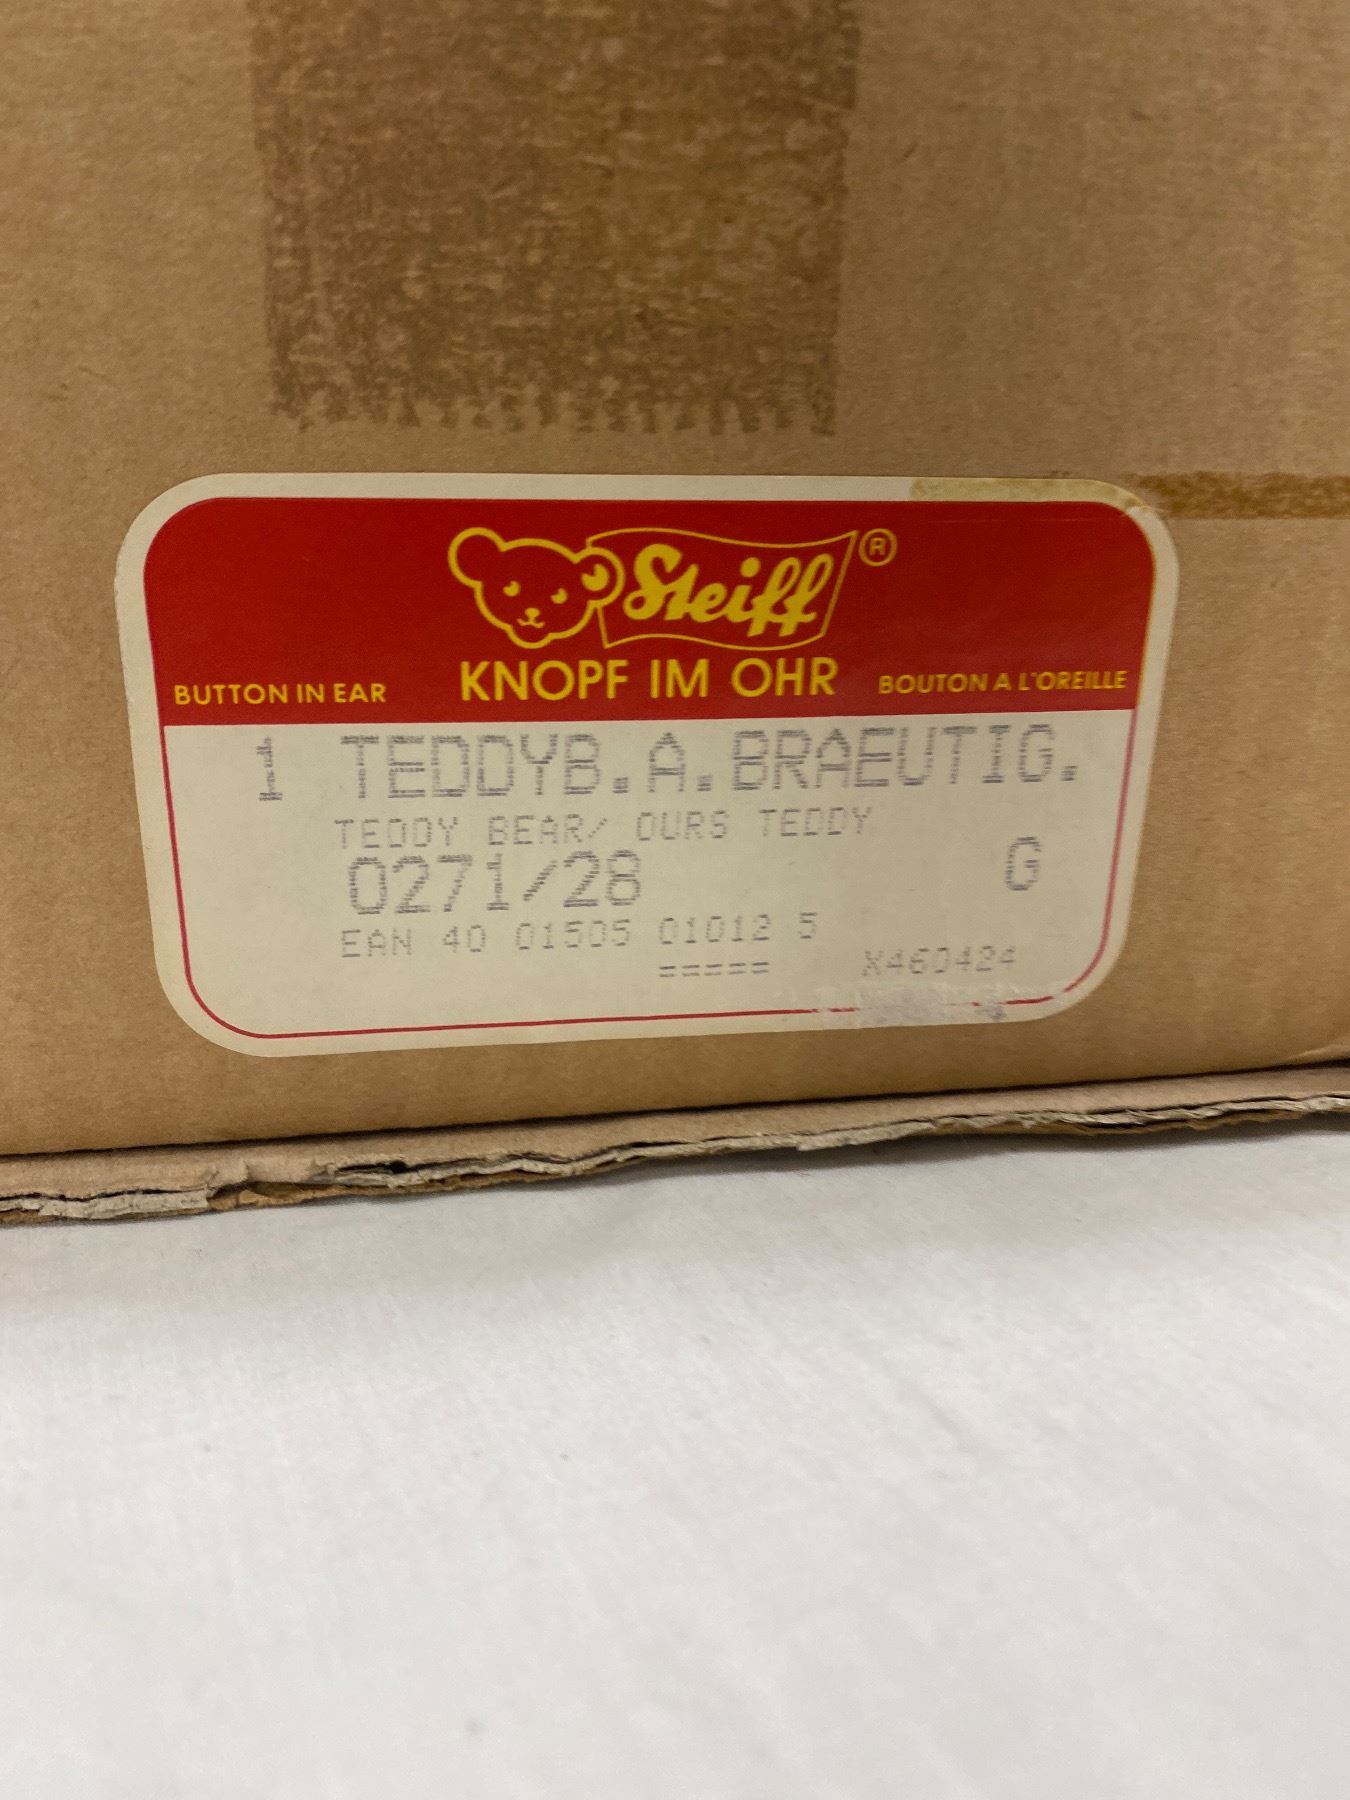 Steiff®
BUTTON IN EAR KNOPF IM OHR BOUTON A L'OREILLE
1 TEDDYB.A.BRAEUTIG.
TEDDY BEAR/ OURS TEDDY
0271/28 G
EAN 40 01505 01012 5
===== X460424